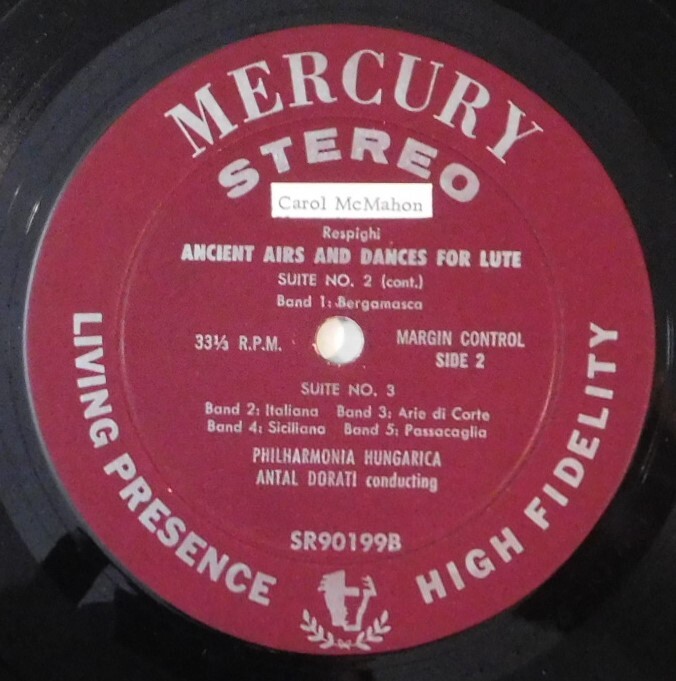 MERCURY
STEREO
Carol McMahon
Respighi
ANCIENT AIRS AND DANCES FOR LUTE
SUITE NO. 2 (cont.)
Band 1: Bergamasca
33⅓ R.P.M.
MARGIN CONTROL
SIDE 2
SUITE NO. 3
Band 2: Italiana Band 3: Arie di Corte
Band 4: Siciliana Band 5: Passacaglia
PHILHARMONIA HUNGARICA
ANTAL DORATI conducting
SR90199B
LIVING PRESENCE
HIGH FIDELITY